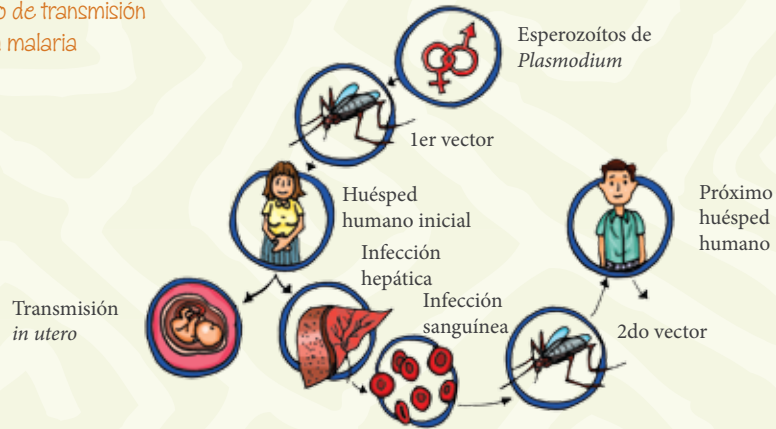 o de transmisión
malaria
Esperozoítos de
Plasmodium
1er vector
Huésped
humano inicial
Próximo
huésped
humano
Infección
hepática
Infección
sanguínea
Transmisión
in utero
2do vector